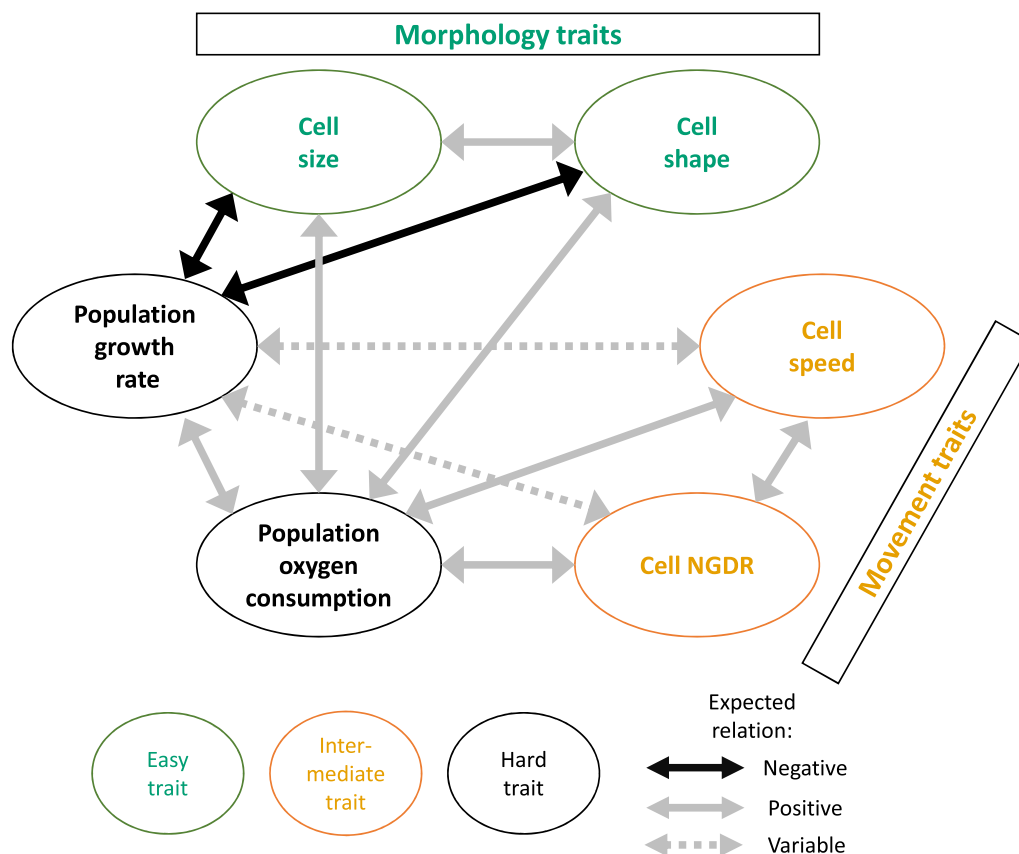 Morphology traits
Cell
size
Cell
shape
Population
growth
rate
Cell
speed
Population
oxygen
consumption
Cell NGDR
Movement traits
Easy
trait
Inter-
mediate
trait
Hard
trait
Expected
relation:
Negative
Positive
Variable